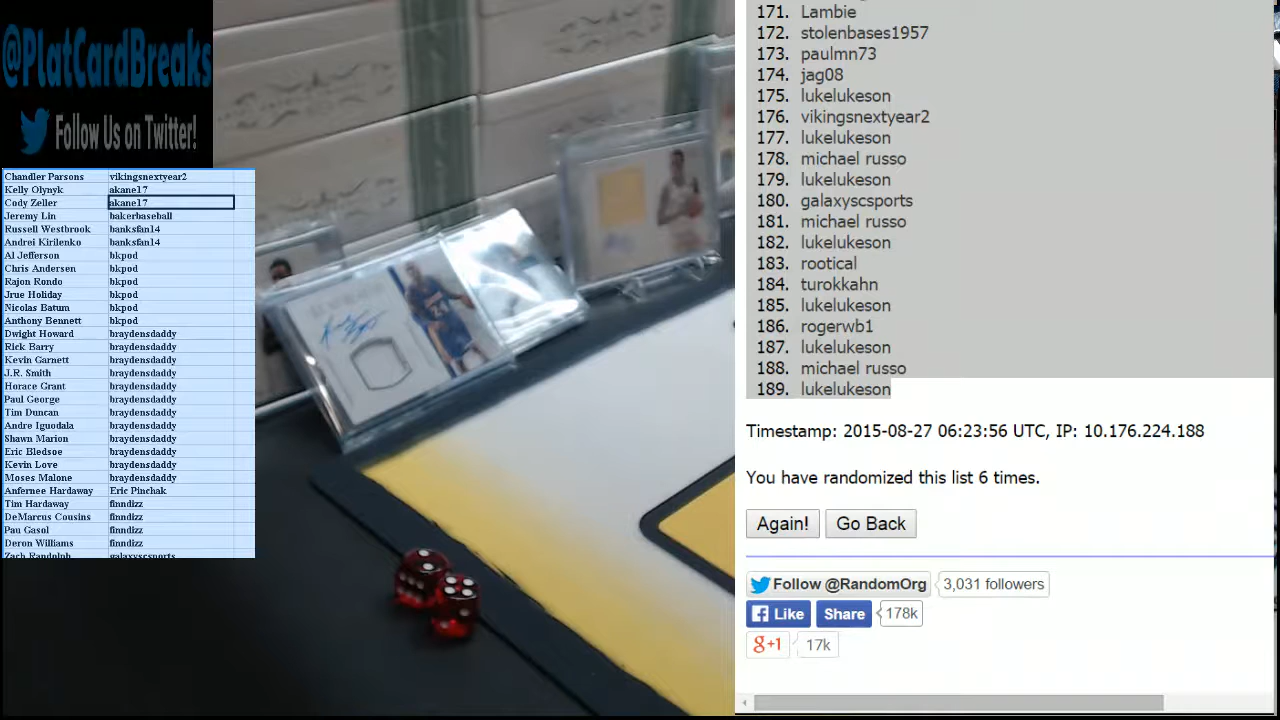 @PlatCardBreaks
Follow Us on Twitter!
Chandler Parsons vikingsnextyear2
Kelly Olynyk akane17
Cody Zeller akane17
Jeremy Lin bakerbaseball
Russell Westbrook banksfan14
Andrei Kirilenko banksfan14
Al Jefferson bkpod
Chris Andersen bkpod
Rajon Rondo bkpod
Jrue Holiday bkpod
Nicolas Batum bkpod
Anthony Bennett bkpod
Dwight Howard braydensdaddy
Rick Barry braydensdaddy
Kevin Garnett braydensdaddy
J.R. Smith braydensdaddy
Horace Grant braydensdaddy
Paul George braydensdaddy
Tim Duncan braydensdaddy
Andre Iguodala braydensdaddy
Shawn Marion braydensdaddy
Eric Bledsoe braydensdaddy
Kevin Love braydensdaddy
Moses Malone braydensdaddy
Anfernee Hardaway Eric Pinchak
Tim Hardaway finndizz
DeMarcus Cousins finndizz
Pau Gasol finndizz
Deron Williams finndizz
Zach Randolph galaxyscsports
171. Lambie
172. stolenbases1957
173. paulmn73
174. jag08
175. lukelukeson
176. vikingsnextyear2
177. lukelukeson
178. michael russo
179. lukelukeson
180. galaxyscsports
181. michael russo
182. lukelukeson
183. rootical
184. turokkahn
185. lukelukeson
186. rogerwb1
187. lukelukeson
188. michael russo
189. lukelukeson
Timestamp: 2015-08-27 06:23:56 UTC, IP: 10.176.224.188
You have randomized this list 6 times.
Again! Go Back
Follow @RandomOrg 3,031 followers
Like Share 178k
g+1 17k